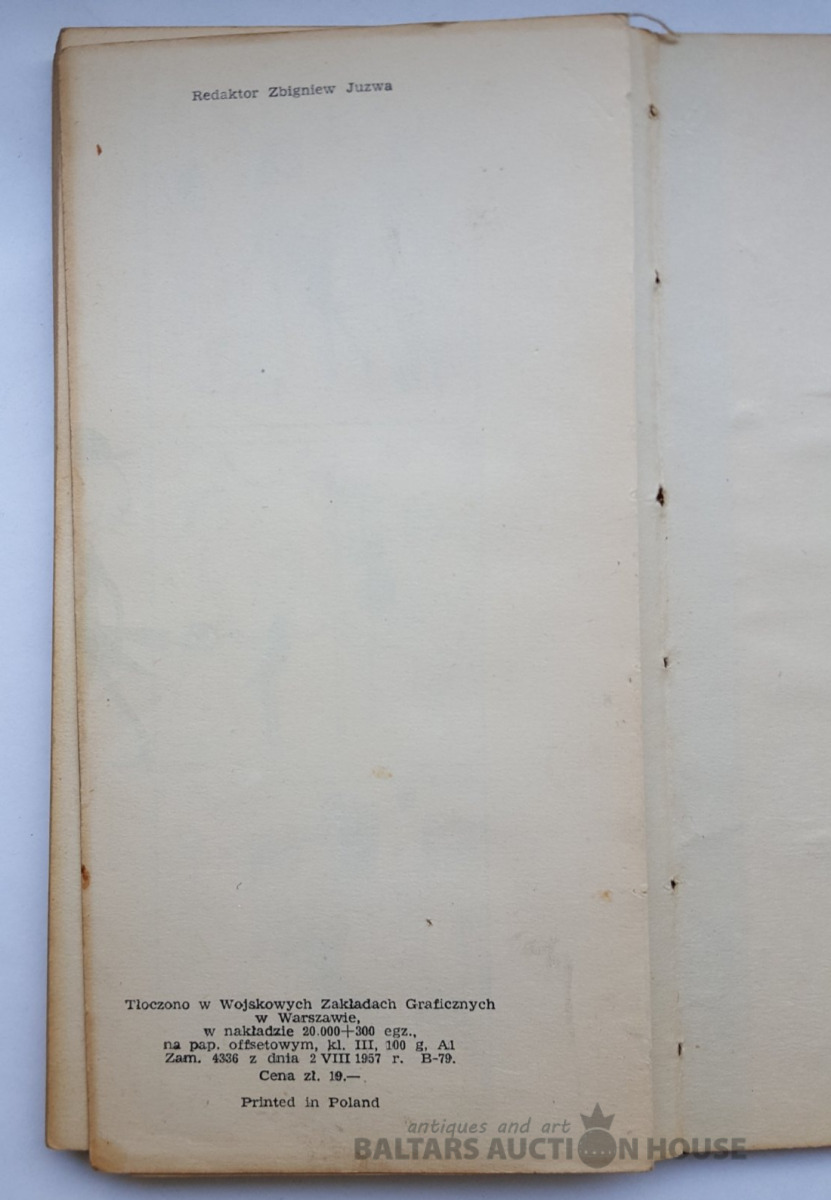 Redaktor Zbigniew Juzwa
Tłoczono w Wojskowych Zakładach Graficznych
w Warszawie,
w nakładzie 20.000+300 egz.,
na pap. offsetowym, kl. III, 100 g, A1
Zam. 4336 z dnia 2 VIII 1957 r. B-79.
Cena zł. 19.—
Printed in Poland
antiques and art
BALTARS AUCTION HOUSE